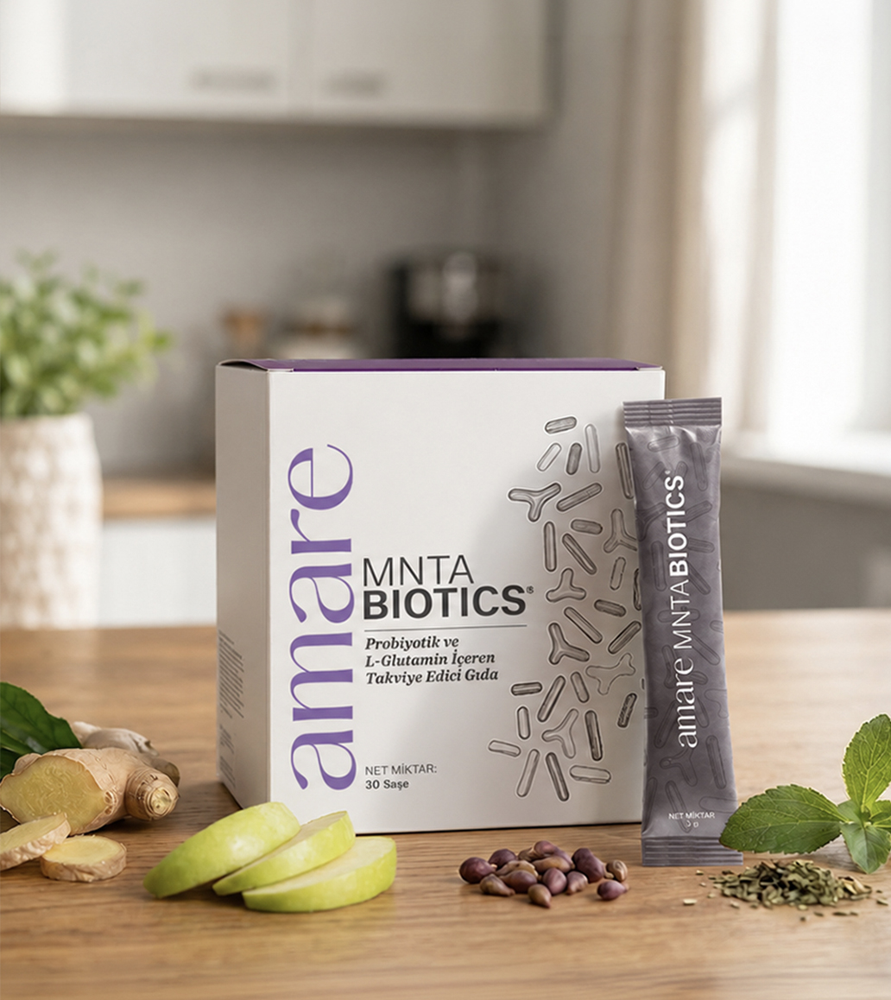 amare
MNTA
BIOTICS®
Probiyotik ve
L-Glutamin İçeren
Takviye Edici Gıda
NET MİKTAR:
30 Saşe
amare MNTABIOTICS®
NET MİKTAR